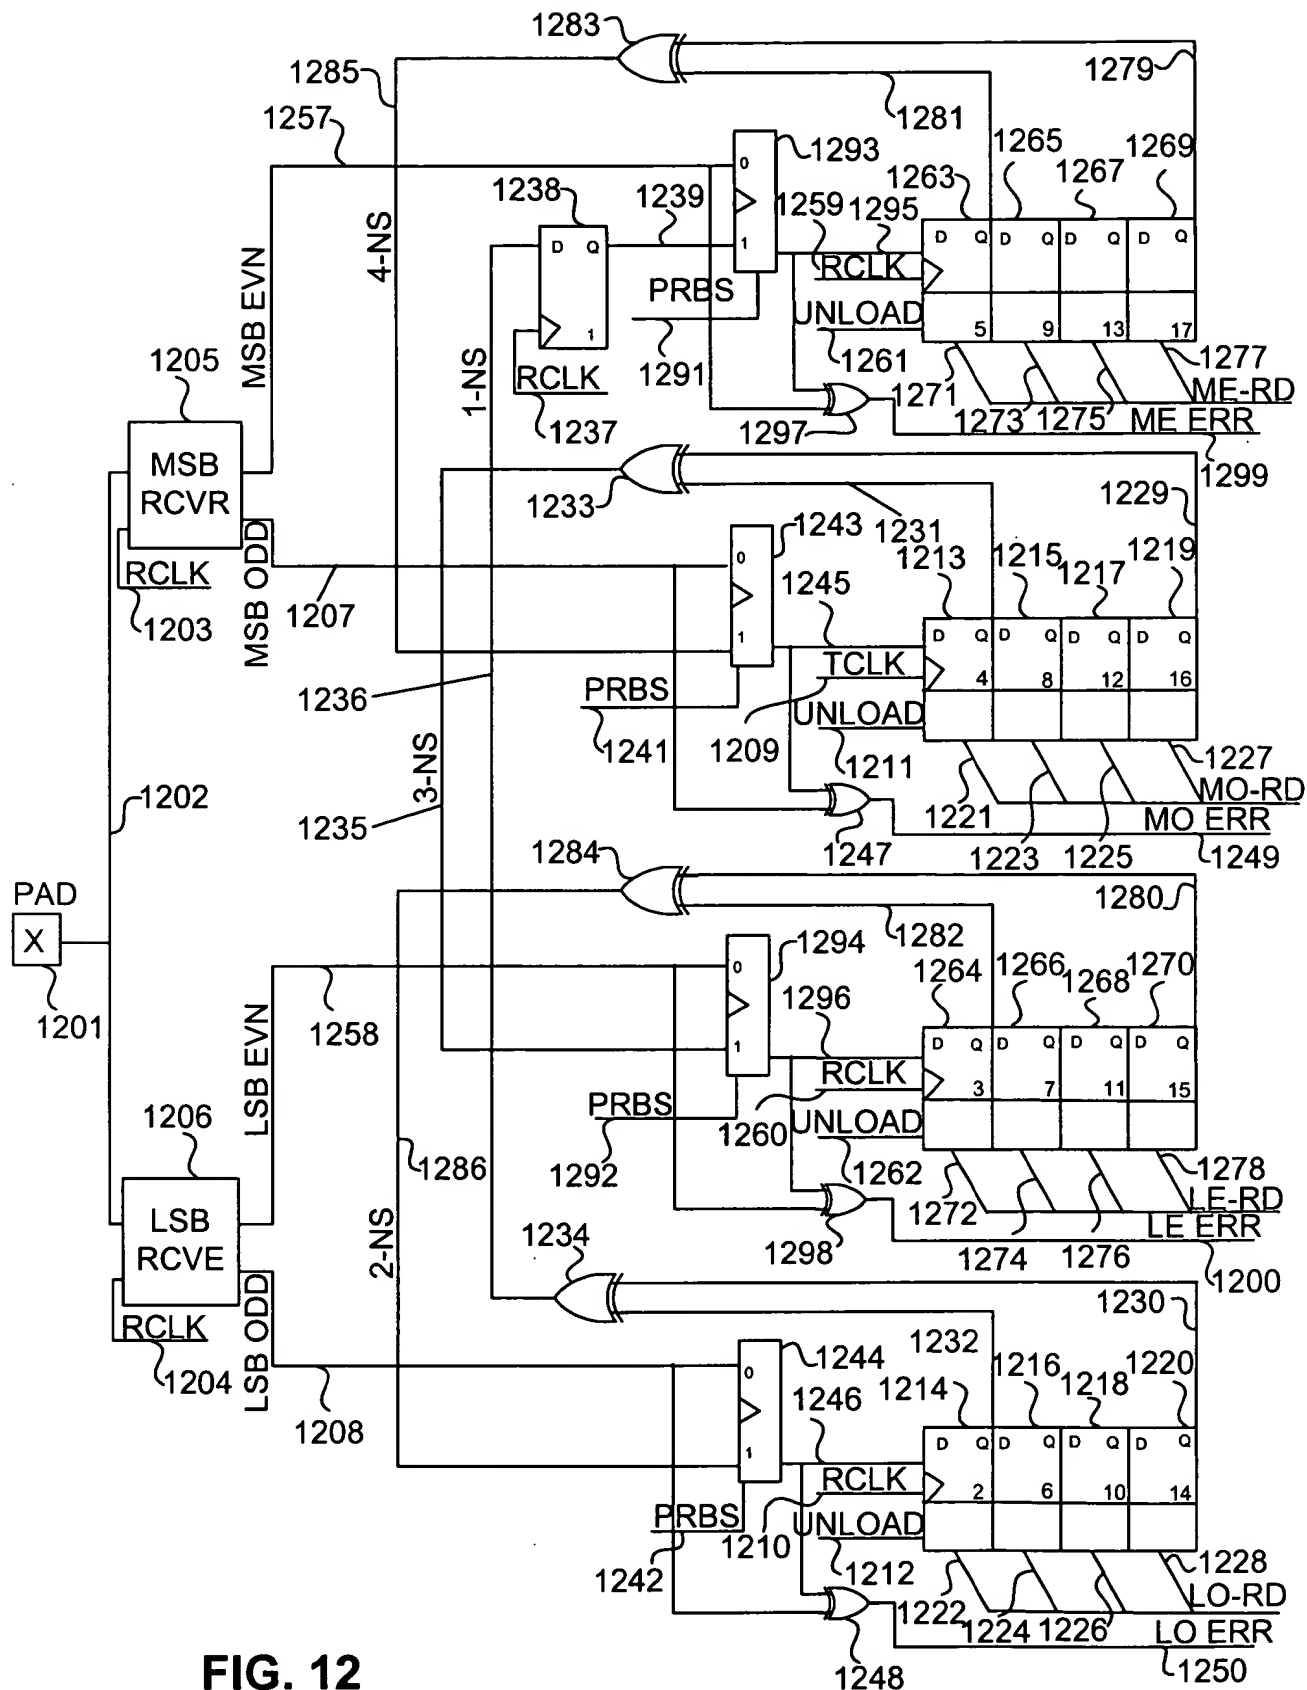 1283
1285
1257
1279
1281
1293
1265
1269
1267
1263
1238
1239
1259
1295
0
1
D Q
1
4-NS
MSB EVN
1-NS
PRBS
1291
RCLK
1237
RCLK
UNLOAD
1261
D Q D Q D Q D Q
5 9 13 17
1271
1273
1275
1277
ME-RD
ME ERR
1297
1299
1205
MSB
RCVR
RCLK
1203
MSB ODD
1207
1233
1231
1229
1243
1213
1215
1217
1219
1245
0
1
TCLK
UNLOAD
D Q D Q D Q D Q
4 8 12 16
PRBS
1241
1209
1211
1236
3-NS
1235
1202
1221
1223
1225
1227
MO-RD
MO ERR
1247
1249
PAD
X
1201
1284
1280
1282
1294
1264
1266
1268
1270
1296
0
1
1258
LSB EVN
RCLK
UNLOAD
D Q D Q D Q D Q
3 7 11 15
PRBS
1292
1260
1262
1286
2-NS
1272
1274
1276
1278
LE-RD
LE ERR
1298
1200
1206
LSB
RCVE
RCLK
1204
LSB ODD
1208
1234
1230
1232
1244
1214
1216
1218
1220
1246
0
1
RCLK
UNLOAD
D Q D Q D Q D Q
2 6 10 14
PRBS
1242
1210
1212
1222
1224
1226
1228
LO-RD
LO ERR
1248
1250
FIG. 12